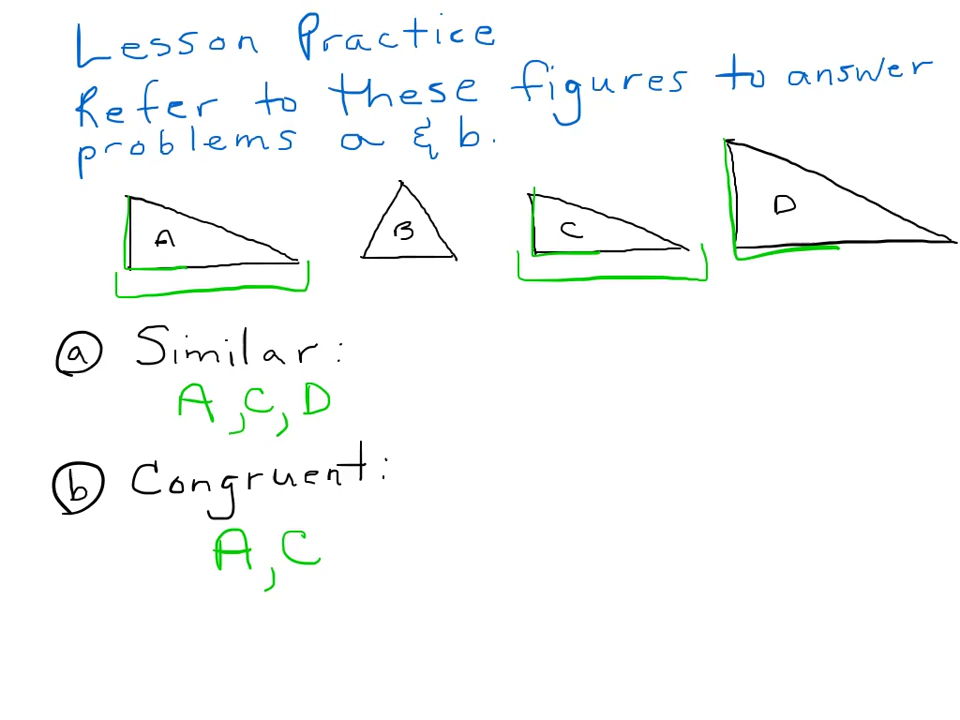 Lesson Practice
Refer to these figures to answer
problems a & b.
A B C D
a Similar:
A, C, D
b Congruent:
A, C